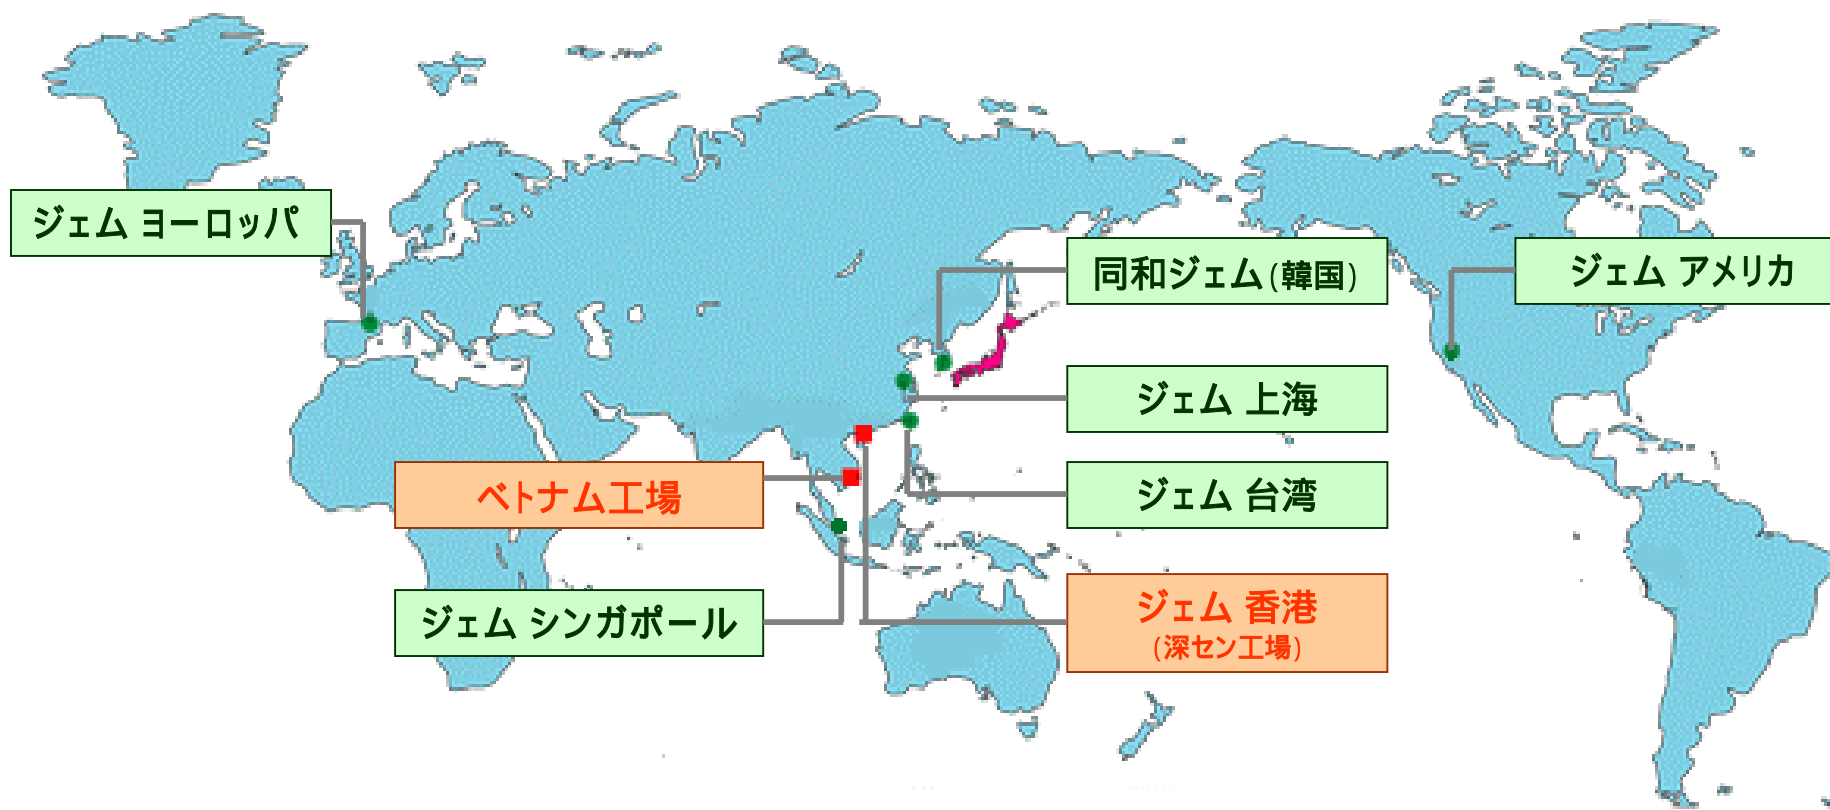 ジェム ヨーロッパ
同和ジェム(韓国)
ジェム アメリカ
ジェム 上海
ベトナム工場
ジェム 台湾
ジェム シンガポール
ジェム 香港
(深セン工場)